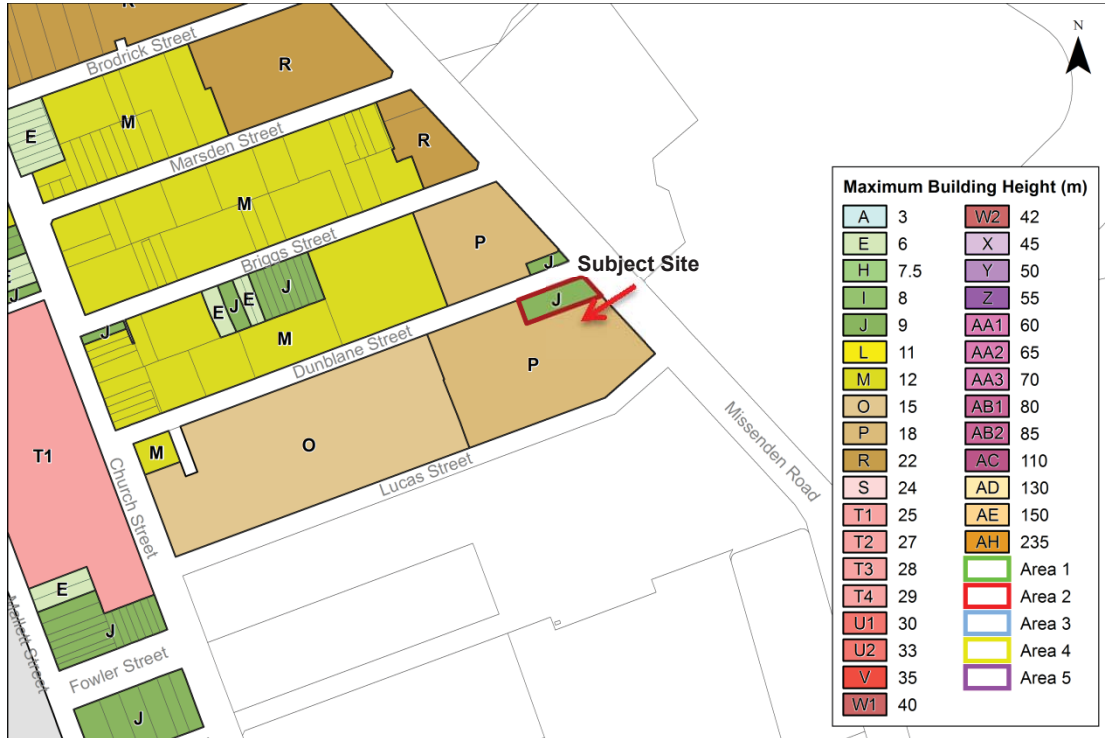 R
Brodrick Street
N
R
M
E
Marsden Street
R
M
Briggs Street
P
J
Subject Site
E
J
E
J
E
J
J
J
M
Dunblane Street
P
T1
M
O
Lucas Street
Missenden Road
Church Street
E
Mallett Street
J
Fowler Street
J
Maximum Building Height (m)
A 3
E 6
H 7.5
I 8
J 9
L 11
M 12
O 15
P 18
R 22
S 24
T1 25
T2 27
T3 28
T4 29
U1 30
U2 33
V 35
W1 40
W2 42
X 45
Y 50
Z 55
AA1 60
AA2 65
AA3 70
AB1 80
AB2 85
AC 110
AD 130
AE 150
AH 235
Area 1
Area 2
Area 3
Area 4
Area 5